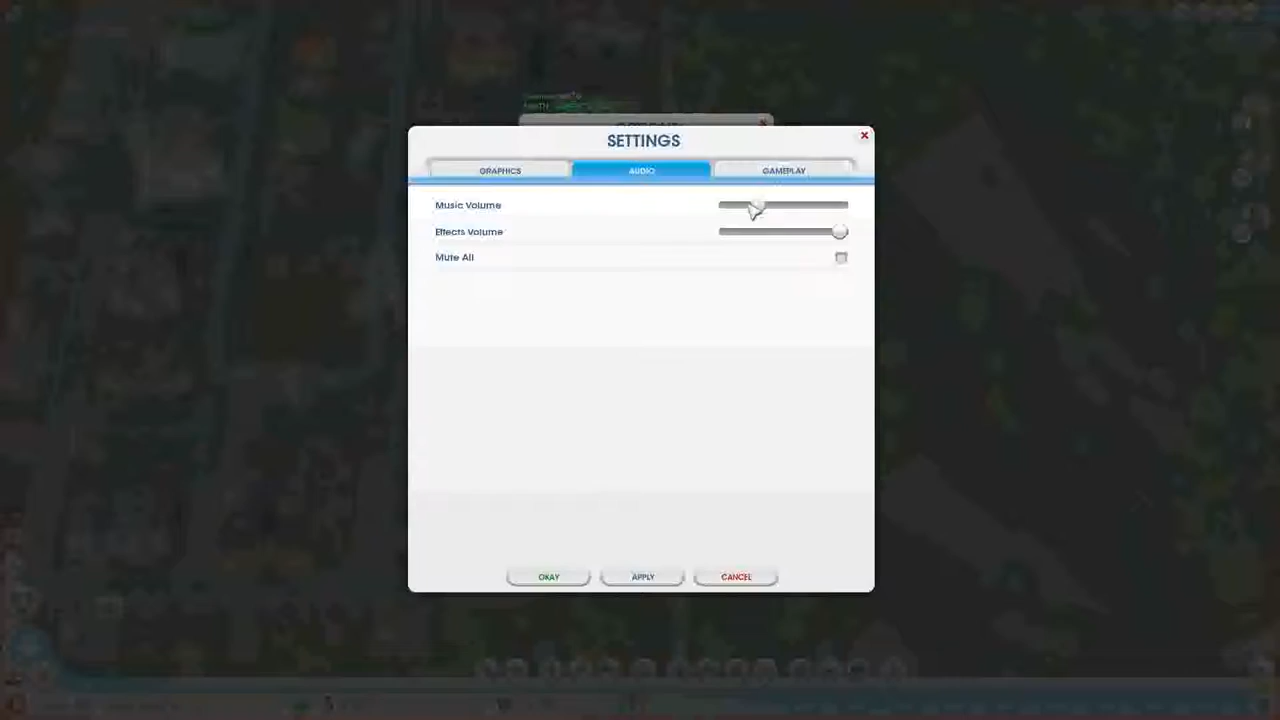 SETTINGS
GRAPHICS AUDIO GAMEPLAY
Music Volume
Effects Volume
Mute All
OKAY APPLY CANCEL